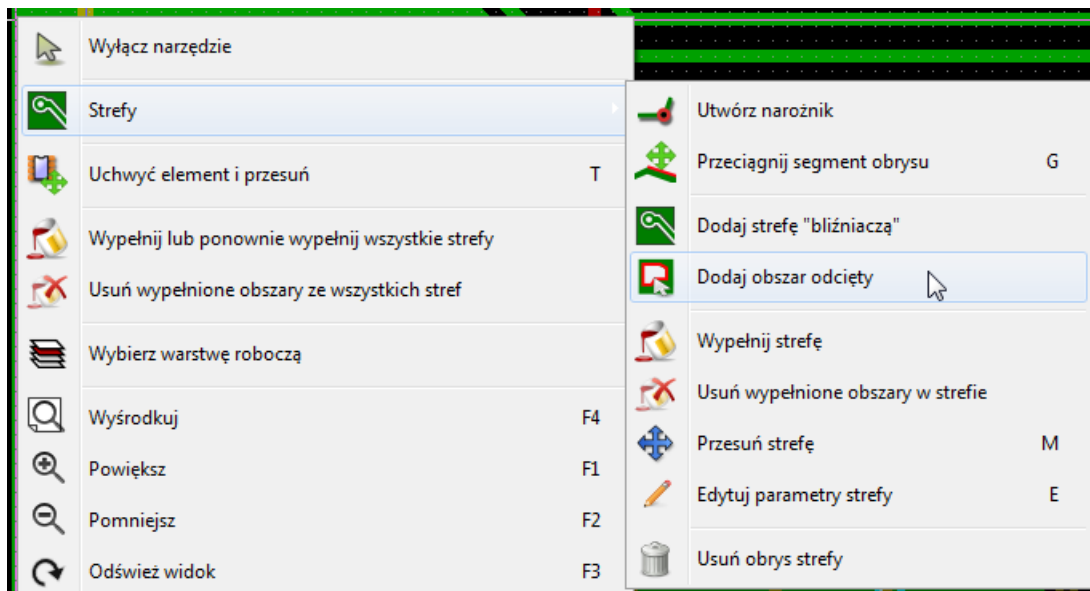 Wyłącz narzędzie
Strefy
Uchwyć element i przesuń T
Wypełnij lub ponownie wypełnij wszystkie strefy
Usuń wypełnione obszary ze wszystkich stref
Wybierz warstwę roboczą
Wyśrodkuj F4
Powiększ F1
Pomniejsz F2
Odśwież widok F3
Utwórz narożnik
Przeciągnij segment obrysu G
Dodaj strefę "bliźniaczą"
Dodaj obszar odcięty
Wypełnij strefę
Usuń wypełnione obszary w strefie
Przesuń strefę M
Edytuj parametry strefy E
Usuń obrys strefy